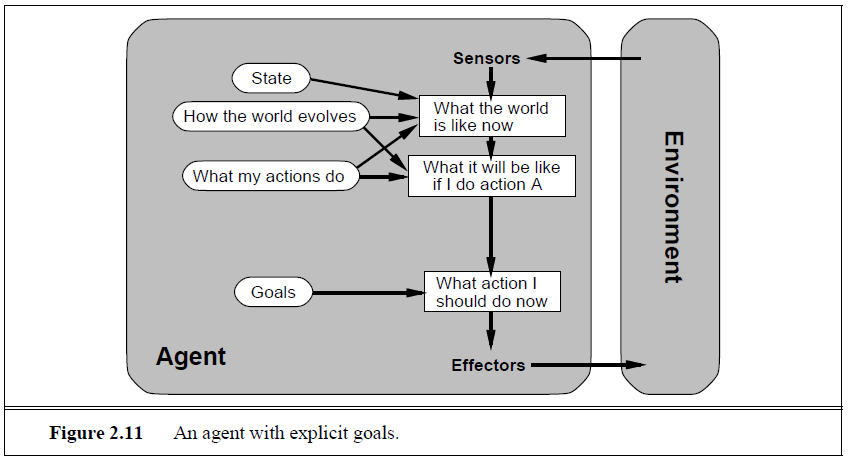 Sensors
State
How the world evolves
What the world
is like now
What my actions do
What it will be like
if I do action A
Goals
What action I
should do now
Agent
Effectors
Environment
Figure 2.11 An agent with explicit goals.